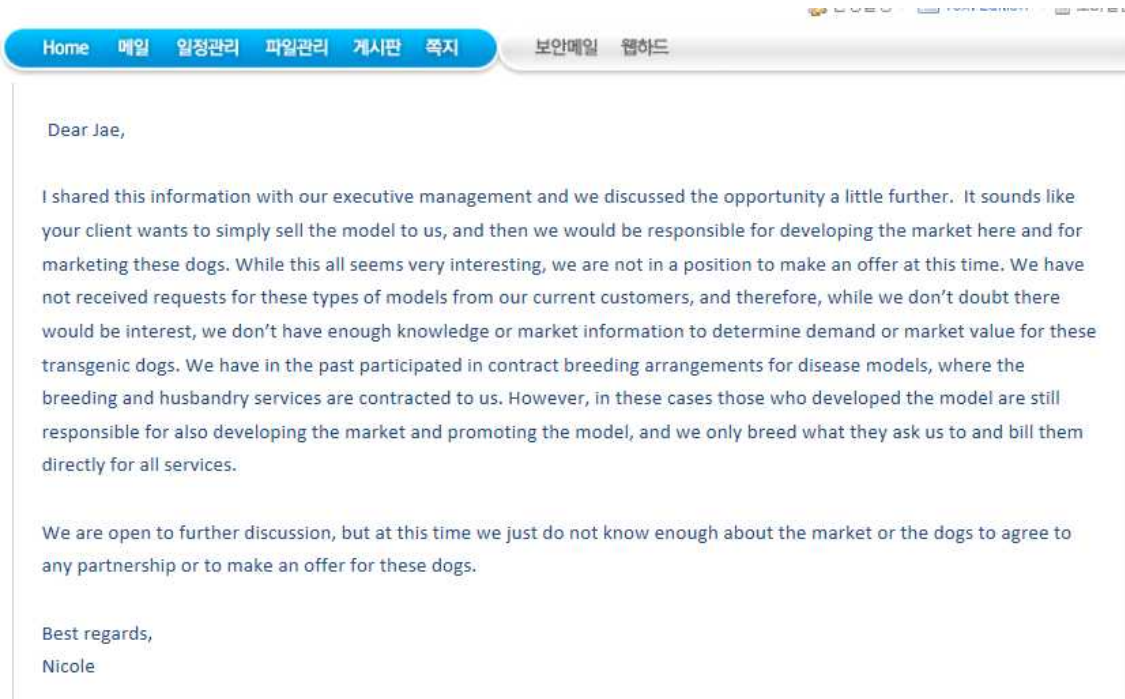 Home 메일 일정관리 파일관리 게시판 쪽지 보안메일 웹하드
Dear Jae,
I shared this information with our executive management and we discussed the opportunity a little further.  It sounds like
your client wants to simply sell the model to us, and then we would be responsible for developing the market here and for
marketing these dogs. While this all seems very interesting, we are not in a position to make an offer at this time. We have
not received requests for these types of models from our current customers, and therefore, while we don’t doubt there
would be interest, we don’t have enough knowledge or market information to determine demand or market value for these
transgenic dogs. We have in the past participated in contract breeding arrangements for disease models, where the
breeding and husbandry services are contracted to us. However, in these cases those who developed the model are still
responsible for also developing the market and promoting the model, and we only breed what they ask us to and bill them
directly for all services.
We are open to further discussion, but at this time we just do not know enough about the market or the dogs to agree to
any partnership or to make an offer for these dogs.
Best regards,
Nicole